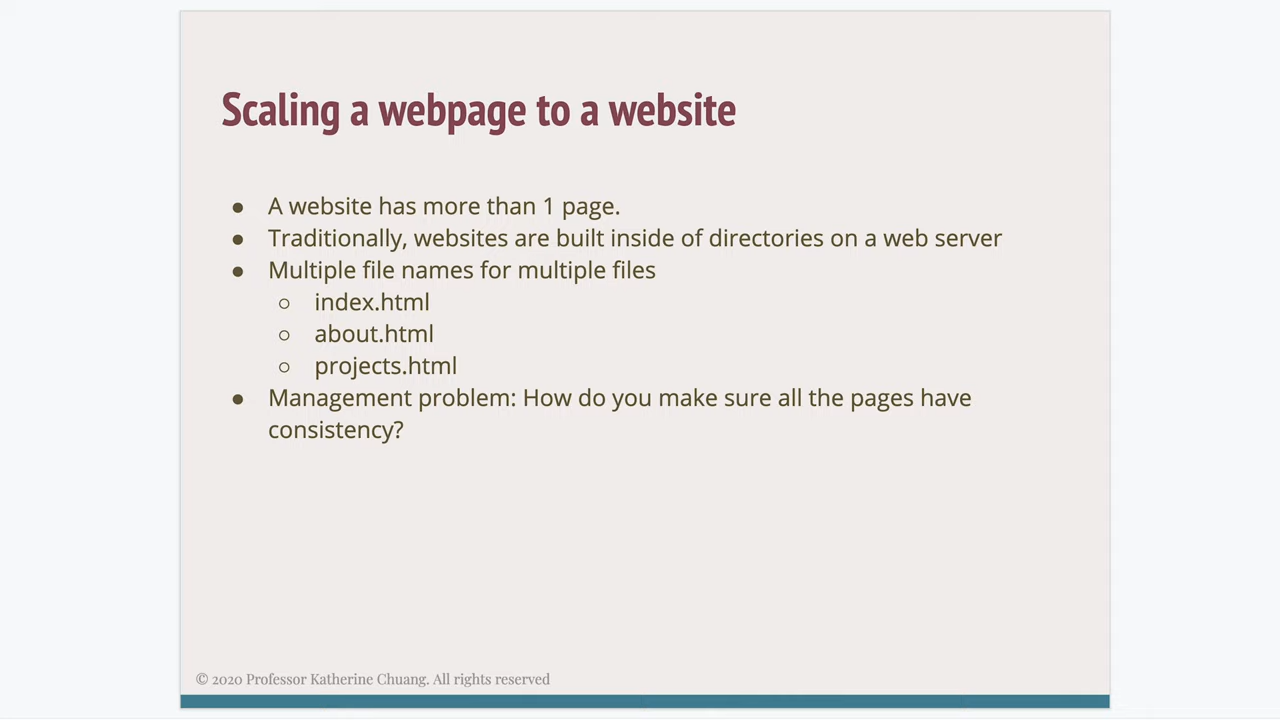 Scaling a webpage to a website
● A website has more than 1 page.
● Traditionally, websites are built inside of directories on a web server
● Multiple file names for multiple files
○ index.html
○ about.html
○ projects.html
● Management problem: How do you make sure all the pages have
consistency?
© 2020 Professor Katherine Chuang. All rights reserved